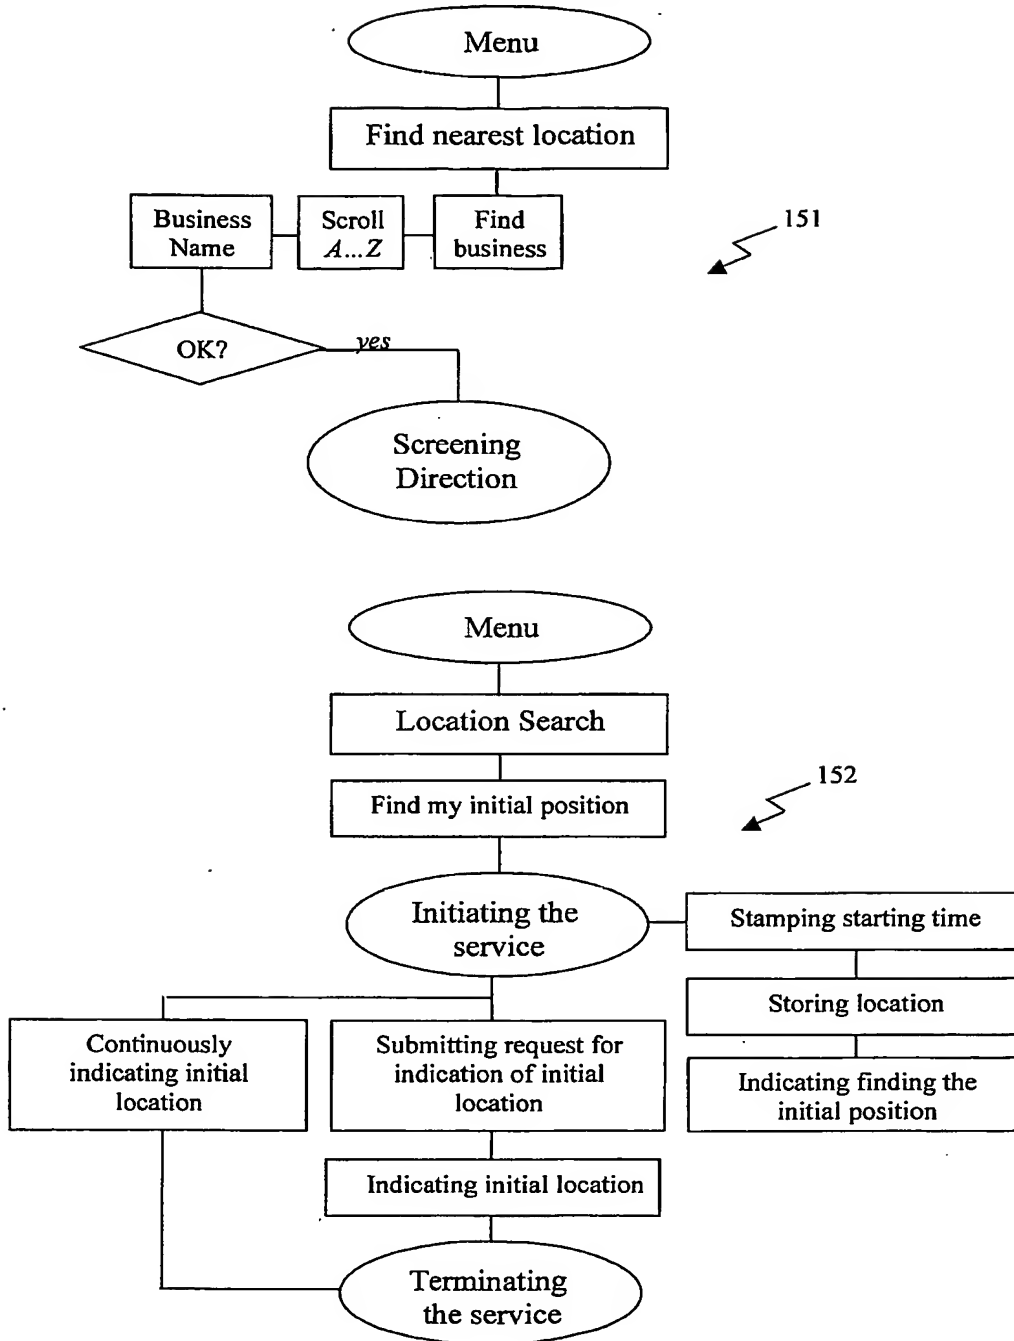 Menu
Find nearest location
Business
Name
Scroll
A...Z
Find
business
151
OK?
yes
Screening
Direction
Menu
Location Search
Find my initial position
152
Initiating the
service
Stamping starting time
Storing location
Indicating finding the
initial position
Continuously
indicating initial
location
Submitting request for
indication of initial
location
Indicating initial location
Terminating
the service